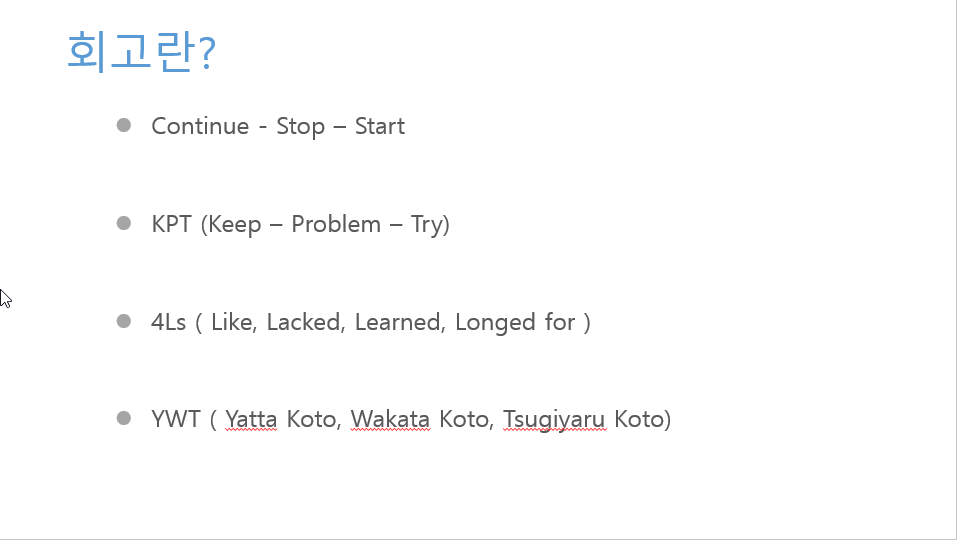 회고란?
Continue - Stop – Start
KPT (Keep – Problem – Try)
4Ls ( Like, Lacked, Learned, Longed for )
YWT ( Yatta Koto, Wakata Koto, Tsugiyaru Koto)